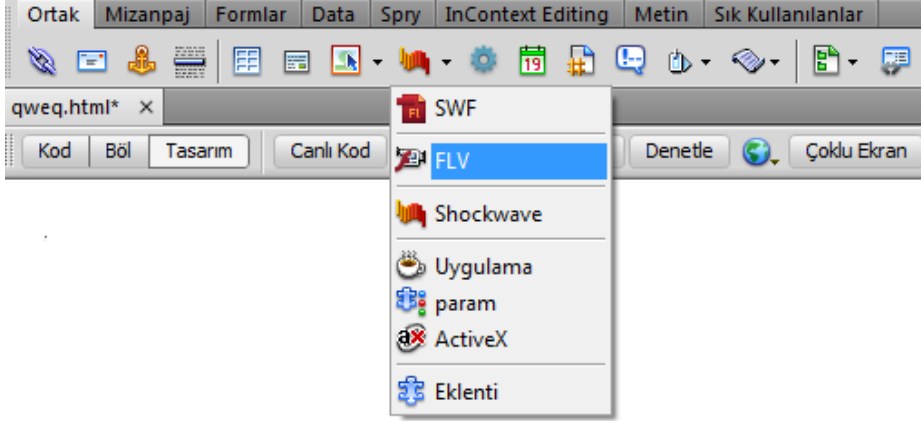 Ortak Mizanpaj Formlar Data Spry InContext Editing Metin Sık Kullanılanlar
19
qweq.html* ×
SWF
Kod Böl Tasarım Canlı Kod Denetle Çoklu Ekran
FLV
Shockwave
Uygulama
param
ActiveX
Eklenti